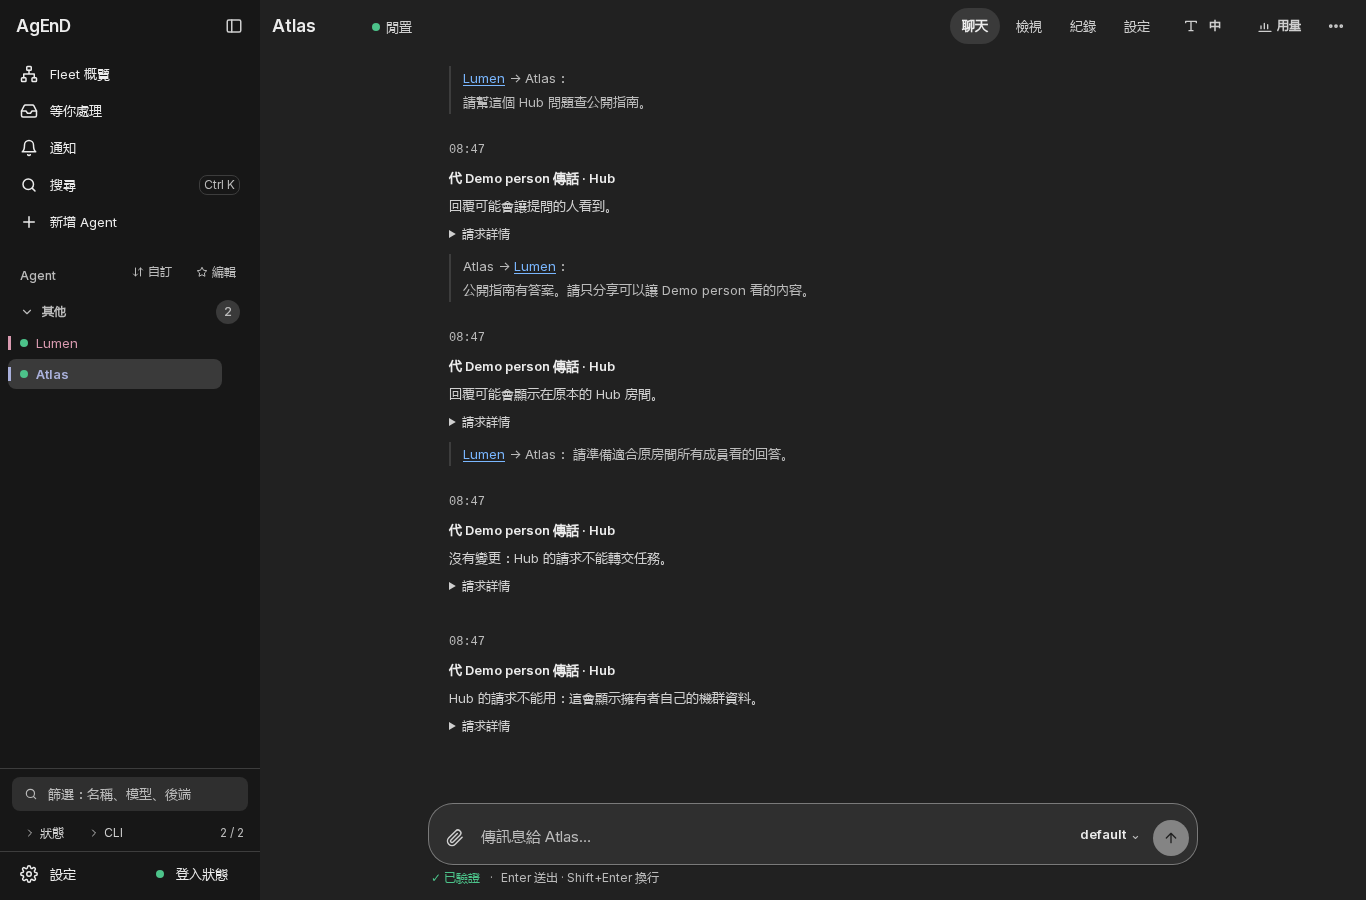 AgEnD
Fleet 概覽
等你處理
通知
搜尋 Ctrl K
新增 Agent
Agent 自訂 編輯
其他 2
Lumen
Atlas
篩選：名稱、模型、後端
狀態 CLI 2 / 2
設定 登入狀態
Atlas 閒置 聊天 檢視 紀錄 設定 T 中 用量 •••
Lumen → Atlas：
請幫這個 Hub 問題查公開指南。
08:47
代 Demo person 傳話 · Hub
回覆可能會讓提問的人看到。
▶ 請求詳情
Atlas → Lumen：
公開指南有答案。請只分享可以讓 Demo person 看的內容。
08:47
代 Demo person 傳話 · Hub
回覆可能會顯示在原本的 Hub 房間。
▶ 請求詳情
Lumen → Atlas： 請準備適合原房間所有成員看的回答。
08:47
代 Demo person 傳話 · Hub
沒有變更：Hub 的請求不能轉交任務。
▶ 請求詳情
08:47
代 Demo person 傳話 · Hub
Hub 的請求不能用：這會顯示擁有者自己的機群資料。
▶ 請求詳情
傳訊息給 Atlas… default
✓ 已驗證 · Enter 送出 · Shift+Enter 換行